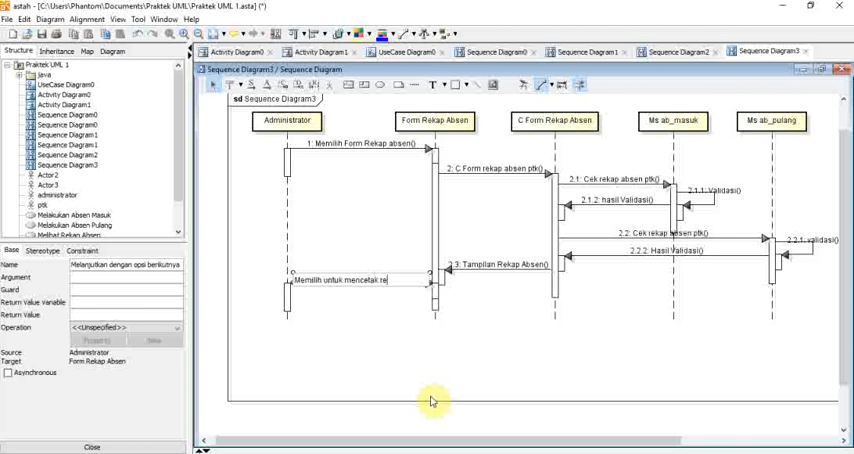 astah - [C:\Users\Phantom\Documents\Praktek UML\Praktek UML 1.asta] (*)
File Edit Diagram Alignment View Tool Window Help
Structure Inheritance Map Diagram
Activity Diagram0 Activity Diagram1 UseCase Diagram0 Sequence Diagram0 Sequence Diagram1 Sequence Diagram2 Sequence Diagram3
Praktek UML 1
java
UseCase Diagram0
Activity Diagram0
Activity Diagram1
Sequence Diagram0
Sequence Diagram0
Sequence Diagram1
Sequence Diagram1
Sequence Diagram2
Sequence Diagram3
Actor2
Actor3
administrator
ptk
Melakukan Absen Masuk
Melakukan Absen Pulang
Melihat Rekap Absen
Base Stereotype Constraint
Name Melanjutkan dengan opsi berikutnya
Argument
Guard
Return Value Variable
Return Value
Operation <<Unspecified>>
Property New
Source Administrator
Target Form Rekap Absen
Asynchronous
Close
Sequence Diagram3 / Sequence Diagram
T
sd Sequence Diagram3
Administrator Form Rekap Absen C Form Rekap Absen Ms ab_masuk Ms ab_pulang
1: Memilih Form Rekap absen()
2: C Form rekap absen ptk()
2.1: Cek rekap absen ptk()
2.1.1: Validasi()
2.1.2: hasil Validasi()
2.2: Cek rekap absen ptk()
2.2.1: validasi()
2.2.2: Hasil Validasi()
2.3: Tampilan Rekap Absen()
Memilih untuk mencetak re